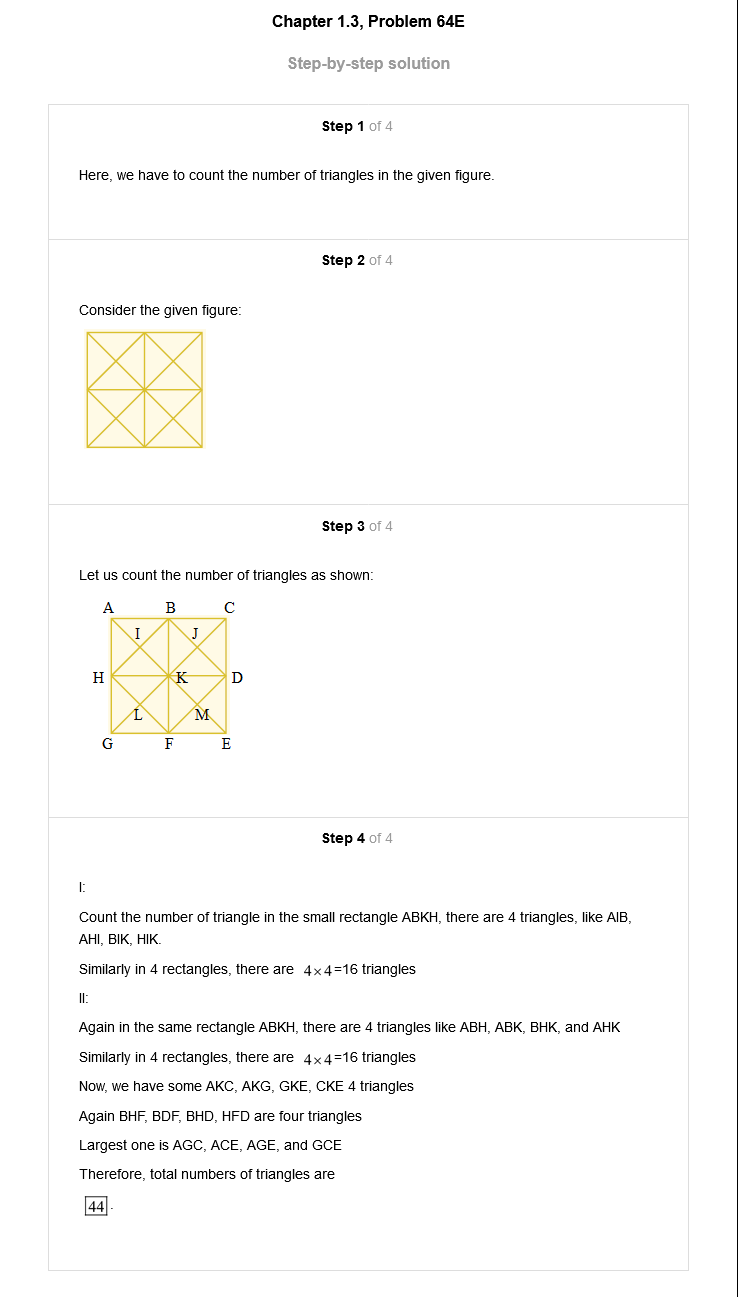 Chapter 1.3, Problem 64E
Step-by-step solution
Step 1 of 4
Here, we have to count the number of triangles in the given figure.
Step 2 of 4
Consider the given figure:
Step 3 of 4
Let us count the number of triangles as shown:
A B C
I J
H K D
L M
G F E
Step 4 of 4
I:
Count the number of triangle in the small rectangle ABKH, there are 4 triangles, like AIB,
AHI, BIK, HIK.
Similarly in 4 rectangles, there are 4×4=16 triangles
II:
Again in the same rectangle ABKH, there are 4 triangles like ABH, ABK, BHK, and AHK
Similarly in 4 rectangles, there are 4×4=16 triangles
Now, we have some AKC, AKG, GKE, CKE 4 triangles
Again BHF, BDF, BHD, HFD are four triangles
Largest one is AGC, ACE, AGE, and GCE
Therefore, total numbers of triangles are
44.